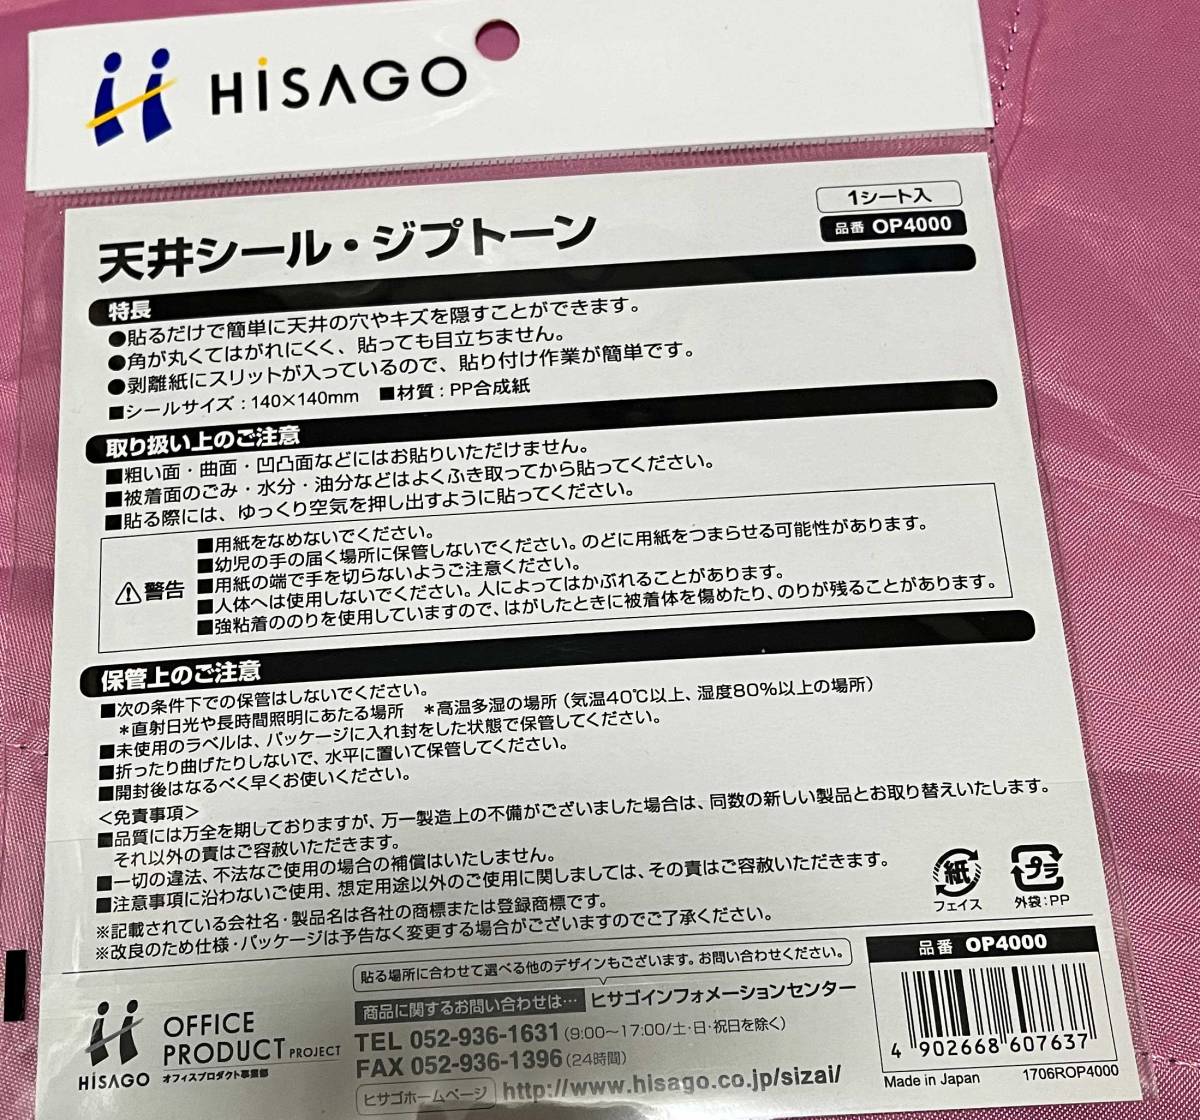 HiSAGO
1シート入
天井シール・ジプトーン
品番 OP4000
特長
●貼るだけで簡単に天井の穴やキズを隠すことができます。
●角が丸くてはがれにくく、貼っても目立ちません。
●剥離紙にスリットが入っているので、貼り付け作業が簡単です。
■シールサイズ：140×140mm ■材質：PP合成紙
取り扱い上のご注意
■粗い面・曲面・凹凸面などにはお貼りいただけません。
■被着面のごみ・水分・油分などはよくふき取ってから貼ってください。
■貼る際には、ゆっくり空気を押し出すように貼ってください。
警告
■用紙をなめないでください。
■幼児の手の届く場所に保管しないでください。のどに用紙をつまらせる可能性があります。
■用紙の端で手を切らないようご注意ください。
■人体へは使用しないでください。人によってはかぶれることがあります。
■強粘着ののりを使用していますので、はがしたときに被着体を傷めたり、のりが残ることがあります。
保管上のご注意
■次の条件下での保管はしないでください。
＊直射日光や長時間照明にあたる場所 ＊高温多湿の場所（気温40℃以上、湿度80％以上の場所）
■未使用のラベルは、パッケージに入れ封をした状態で保管してください。
■折ったり曲げたりしないで、水平に置いて保管してください。
■開封後はなるべく早くお使いください。
＜免責事項＞
■品質には万全を期しておりますが、万一製造上の不備がございました場合は、同数の新しい製品とお取り替えいたします。
それ以外の責はご容赦いただきます。
■一切の違法、不法なご使用の場合の補償はいたしません。
■注意事項に沿わないご使用、想定用途以外のご使用に関しましては、その責はご容赦いただきます。
※記載されている会社名・製品名は各社の商標または登録商標です。
※改良のため仕様・パッケージは予告なく変更する場合がございますのでご了承ください。
紙
フェイス
プラ
外袋：PP
貼る場所に合わせて選べる他のデザインもございます。お問い合わせください。
商品に関するお問い合わせは… ヒサゴインフォメーションセンター
TEL 052-936-1631（9:00〜17:00/土・日・祝日を除く）
FAX 052-936-1396（24時間）
ヒサゴホームページ http://www.hisago.co.jp/sizai/
HiSAGO
OFFICE
PRODUCT PROJECT
オフィスプロダクト事業部
品番 OP4000
4 902668 607637
Made in Japan 1706ROP4000